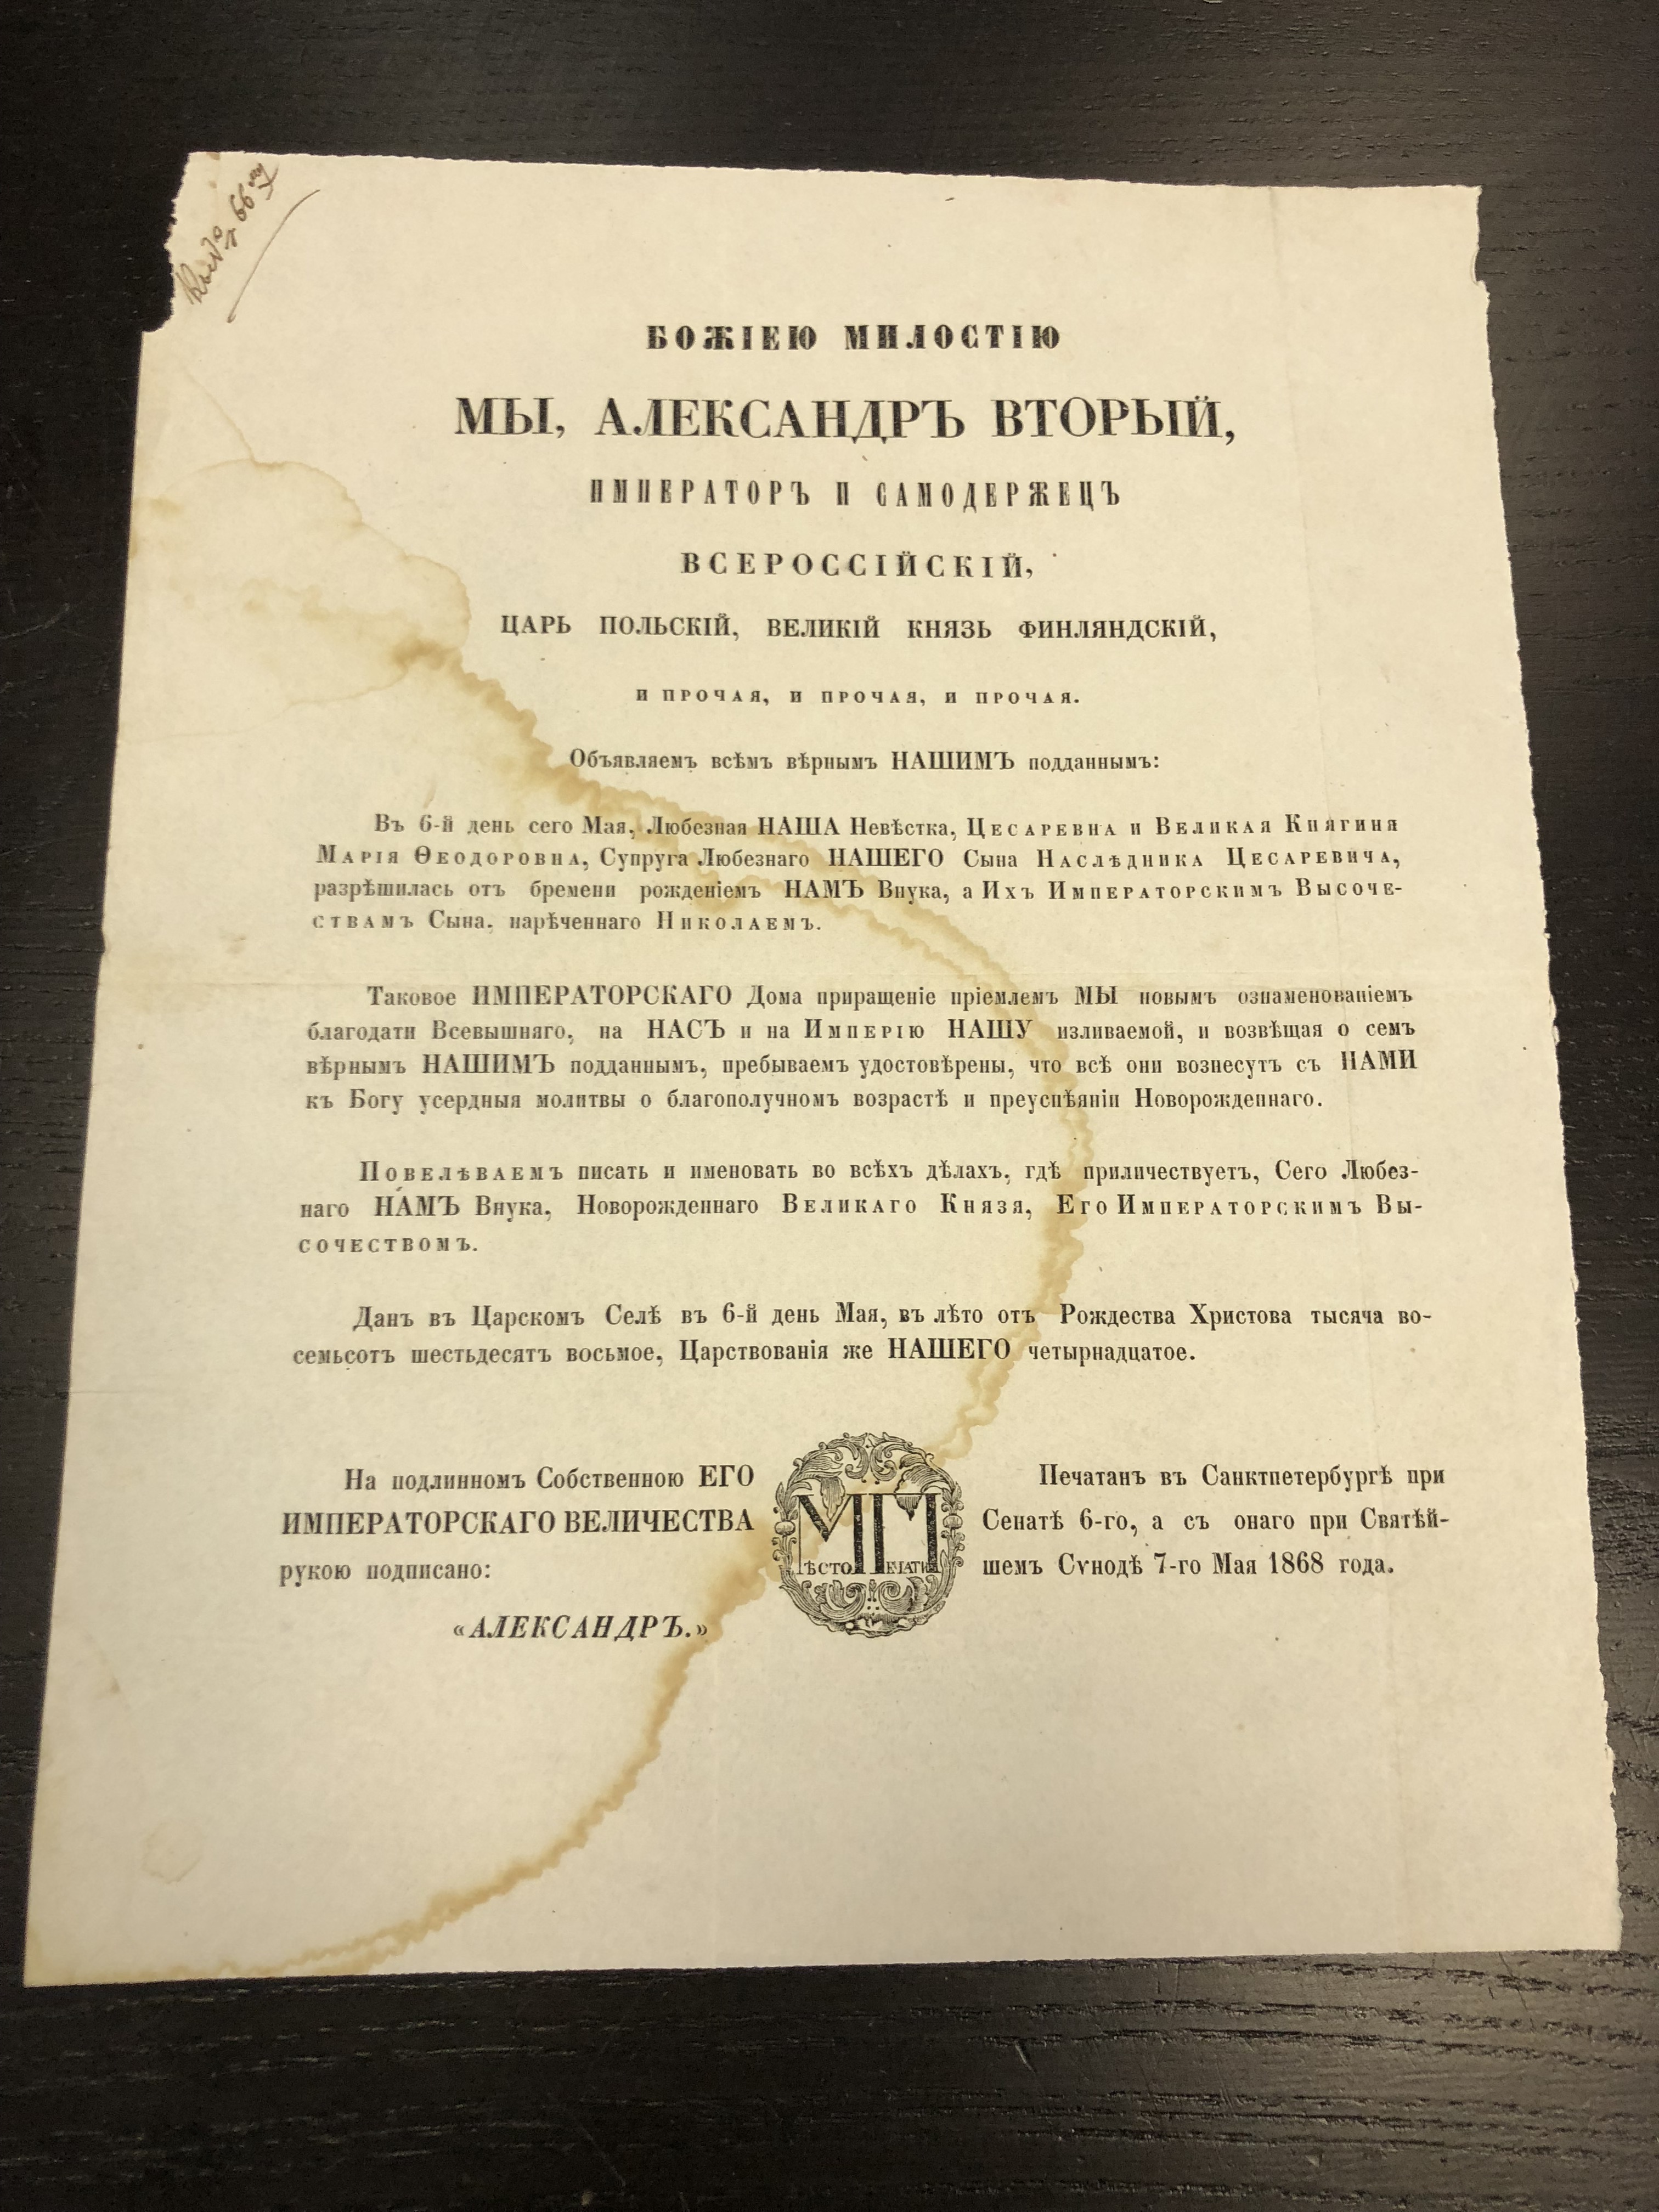 БОЖІЕЮ МИЛОСТІЮ
МЫ, АЛЕКСАНДРЪ ВТОРЫЙ,
ИМПЕРАТОРЪ И САМОДЕРЖЕЦЪ
ВСЕРОССІЙСКІЙ,
ЦАРЬ ПОЛЬСКІЙ, ВЕЛИКІЙ КНЯЗЬ ФИНЛЯНДСКІЙ,
И ПРОЧАЯ, И ПРОЧАЯ, И ПРОЧАЯ.
Объявляемъ всѣмъ вѣрнымъ НАШИМЪ подданнымъ:
Въ 6-й день сего Мая, Любезная НАША Невѣстка, Цесаревна и Великая Княгиня
Марія Ѳеодоровна, Супруга Любезнаго НАШЕГО Сына Наслѣдника Цесаревича,
разрѣшилась отъ бремени рожденіемъ НАМЪ Внука, а Ихъ Императорскимъ Высоче-
ствамъ Сына, нарѣченнаго Николаемъ.
Таковое ИМПЕРАТОРСКАГО Дома приращеніе пріемлемъ МЫ новымъ ознаменованіемъ
благодати Всевышняго, на НАСЪ и на Имперію НАШУ изливаемой, и возвѣщая о семъ
вѣрнымъ НАШИМЪ подданнымъ, пребываемъ удостовѣрены, что всѣ они вознесутъ съ НАМИ
къ Богу усердныя молитвы о благополучномъ возрастѣ и преуспѣяніи Новорожденнаго.
Повелѣваемъ писать и именовать во всѣхъ дѣлахъ, гдѣ приличествуетъ, Сего Любез-
наго НАМЪ Внука, Новорожденнаго Великаго Князя, Его Императорскимъ Вы-
сочествомъ.
Данъ въ Царскомъ Селѣ въ 6-й день Мая, въ лѣто отъ Рождества Христова тысяча во-
семьсотъ шестьдесятъ восьмое, Царствованія же НАШЕГО четырнадцатое.
На подлинномъ Собственною ЕГО
ИМПЕРАТОРСКАГО ВЕЛИЧЕСТВА
рукою подписано:
«АЛЕКСАНДРЪ.»
МѢСТО ПЕЧАТИ
Печатанъ въ Санктпетербургѣ при
Сенатѣ 6-го, а съ онаго при Святѣй-
шемъ Сѵнодѣ 7-го Мая 1868 года.